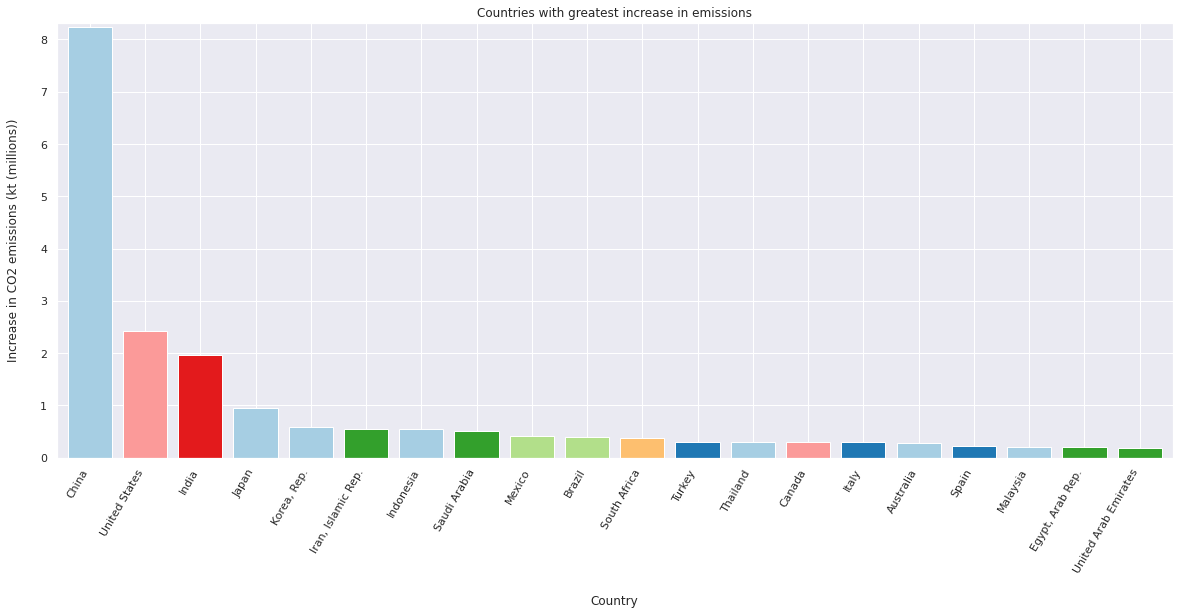 Countries with greatest increase in emissions
Increase in CO2 emissions (kt (millions))
8
7
6
5
4
3
2
1
0
China
United States
India
Japan
Korea, Rep.
Iran, Islamic Rep.
Indonesia
Saudi Arabia
Mexico
Brazil
South Africa
Turkey
Thailand
Canada
Italy
Australia
Spain
Malaysia
Egypt, Arab Rep.
United Arab Emirates
Country